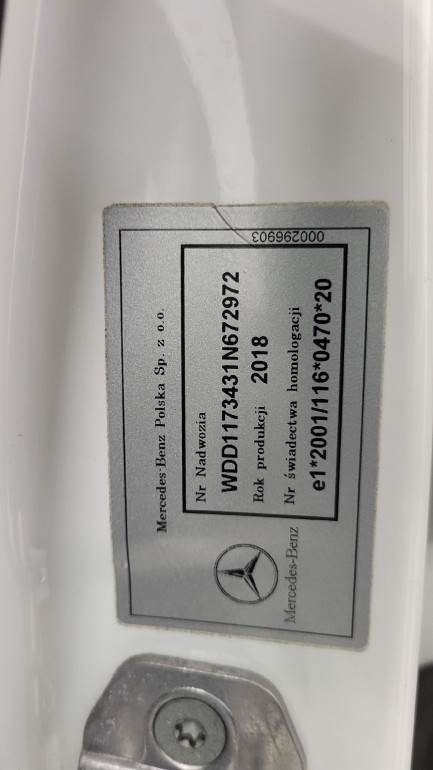 Mercedes-Benz Polska Sp. z o.o.
Nr Nadwozia
WDD1173431N672972
Rok produkcji 2018
Nr świadectwa homologacji
e1*2001/116*0470*20
Mercedes-Benz
000296903